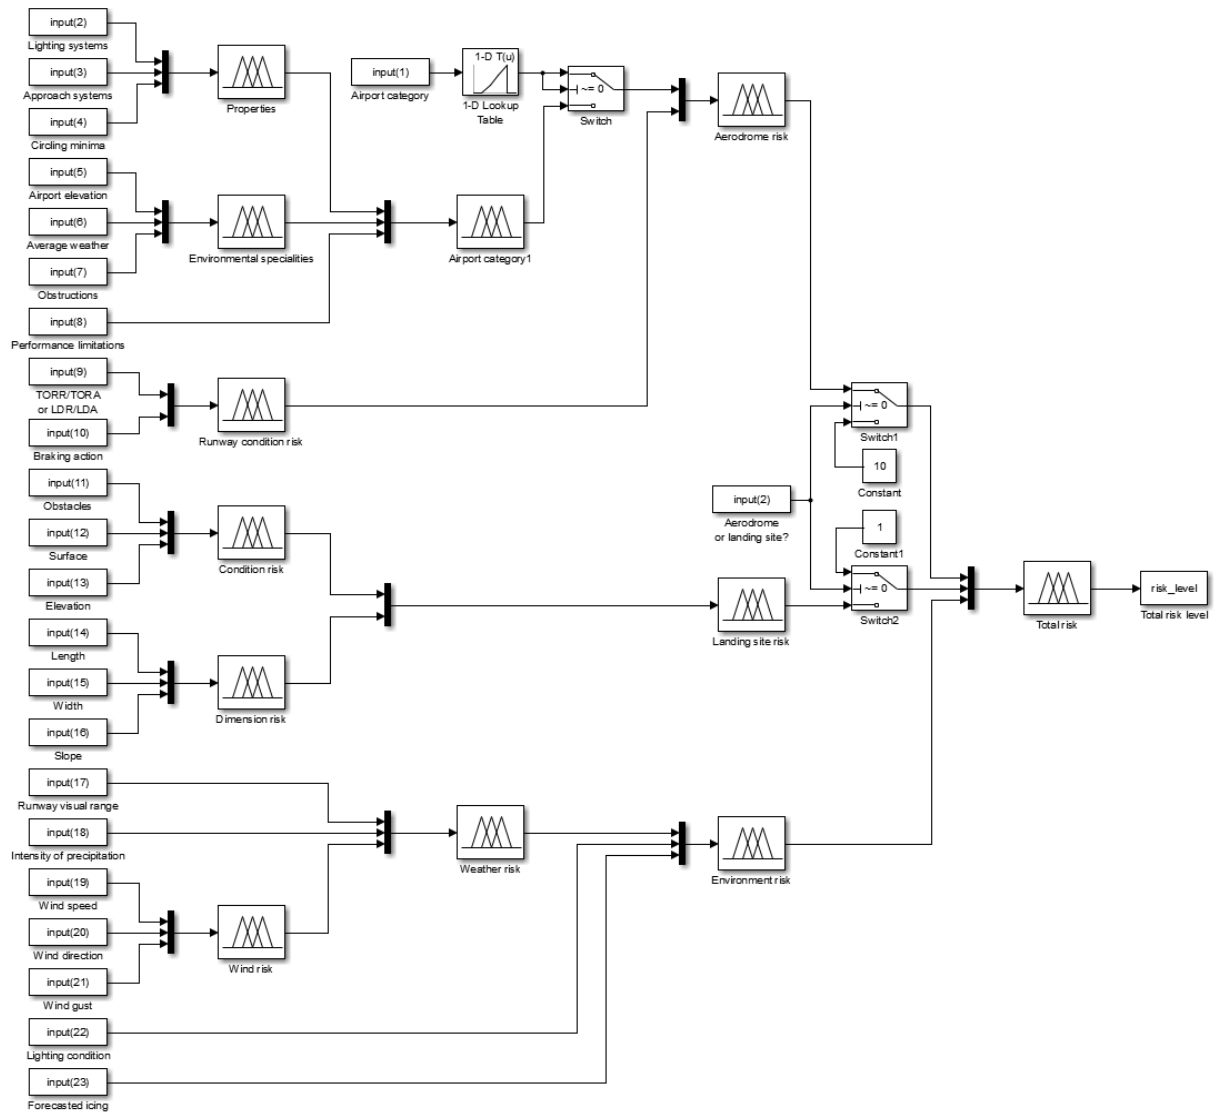 input(2)
Lighting systems
input(3)
Approach systems
input(4)
Circling minima
Properties
input(1)
Airport category
1-D T(u)
1-D Lookup
Table
~= 0
Switch
Aerodrome risk
input(5)
Airport elevation
input(6)
Average weather
input(7)
Obstructions
Environmental specialities
Airport category1
input(8)
Performance limitations
input(9)
TORR/TORA
or LDR/LDA
input(10)
Braking action
Runway condition risk
~= 0
Switch1
10
Constant
input(2)
Aerodrome
or landing site?
1
Constant1
~= 0
Switch2
input(11)
Obstacles
input(12)
Surface
input(13)
Elevation
Condition risk
input(14)
Length
input(15)
Width
input(16)
Slope
Dimension risk
Landing site risk
Total risk
risk_level
Total risk level
input(17)
Runway visual range
input(18)
Intensity of precipitation
Weather risk
Environment risk
input(19)
Wind speed
input(20)
Wind direction
input(21)
Wind gust
Wind risk
input(22)
Lighting condition
input(23)
Forecasted icing